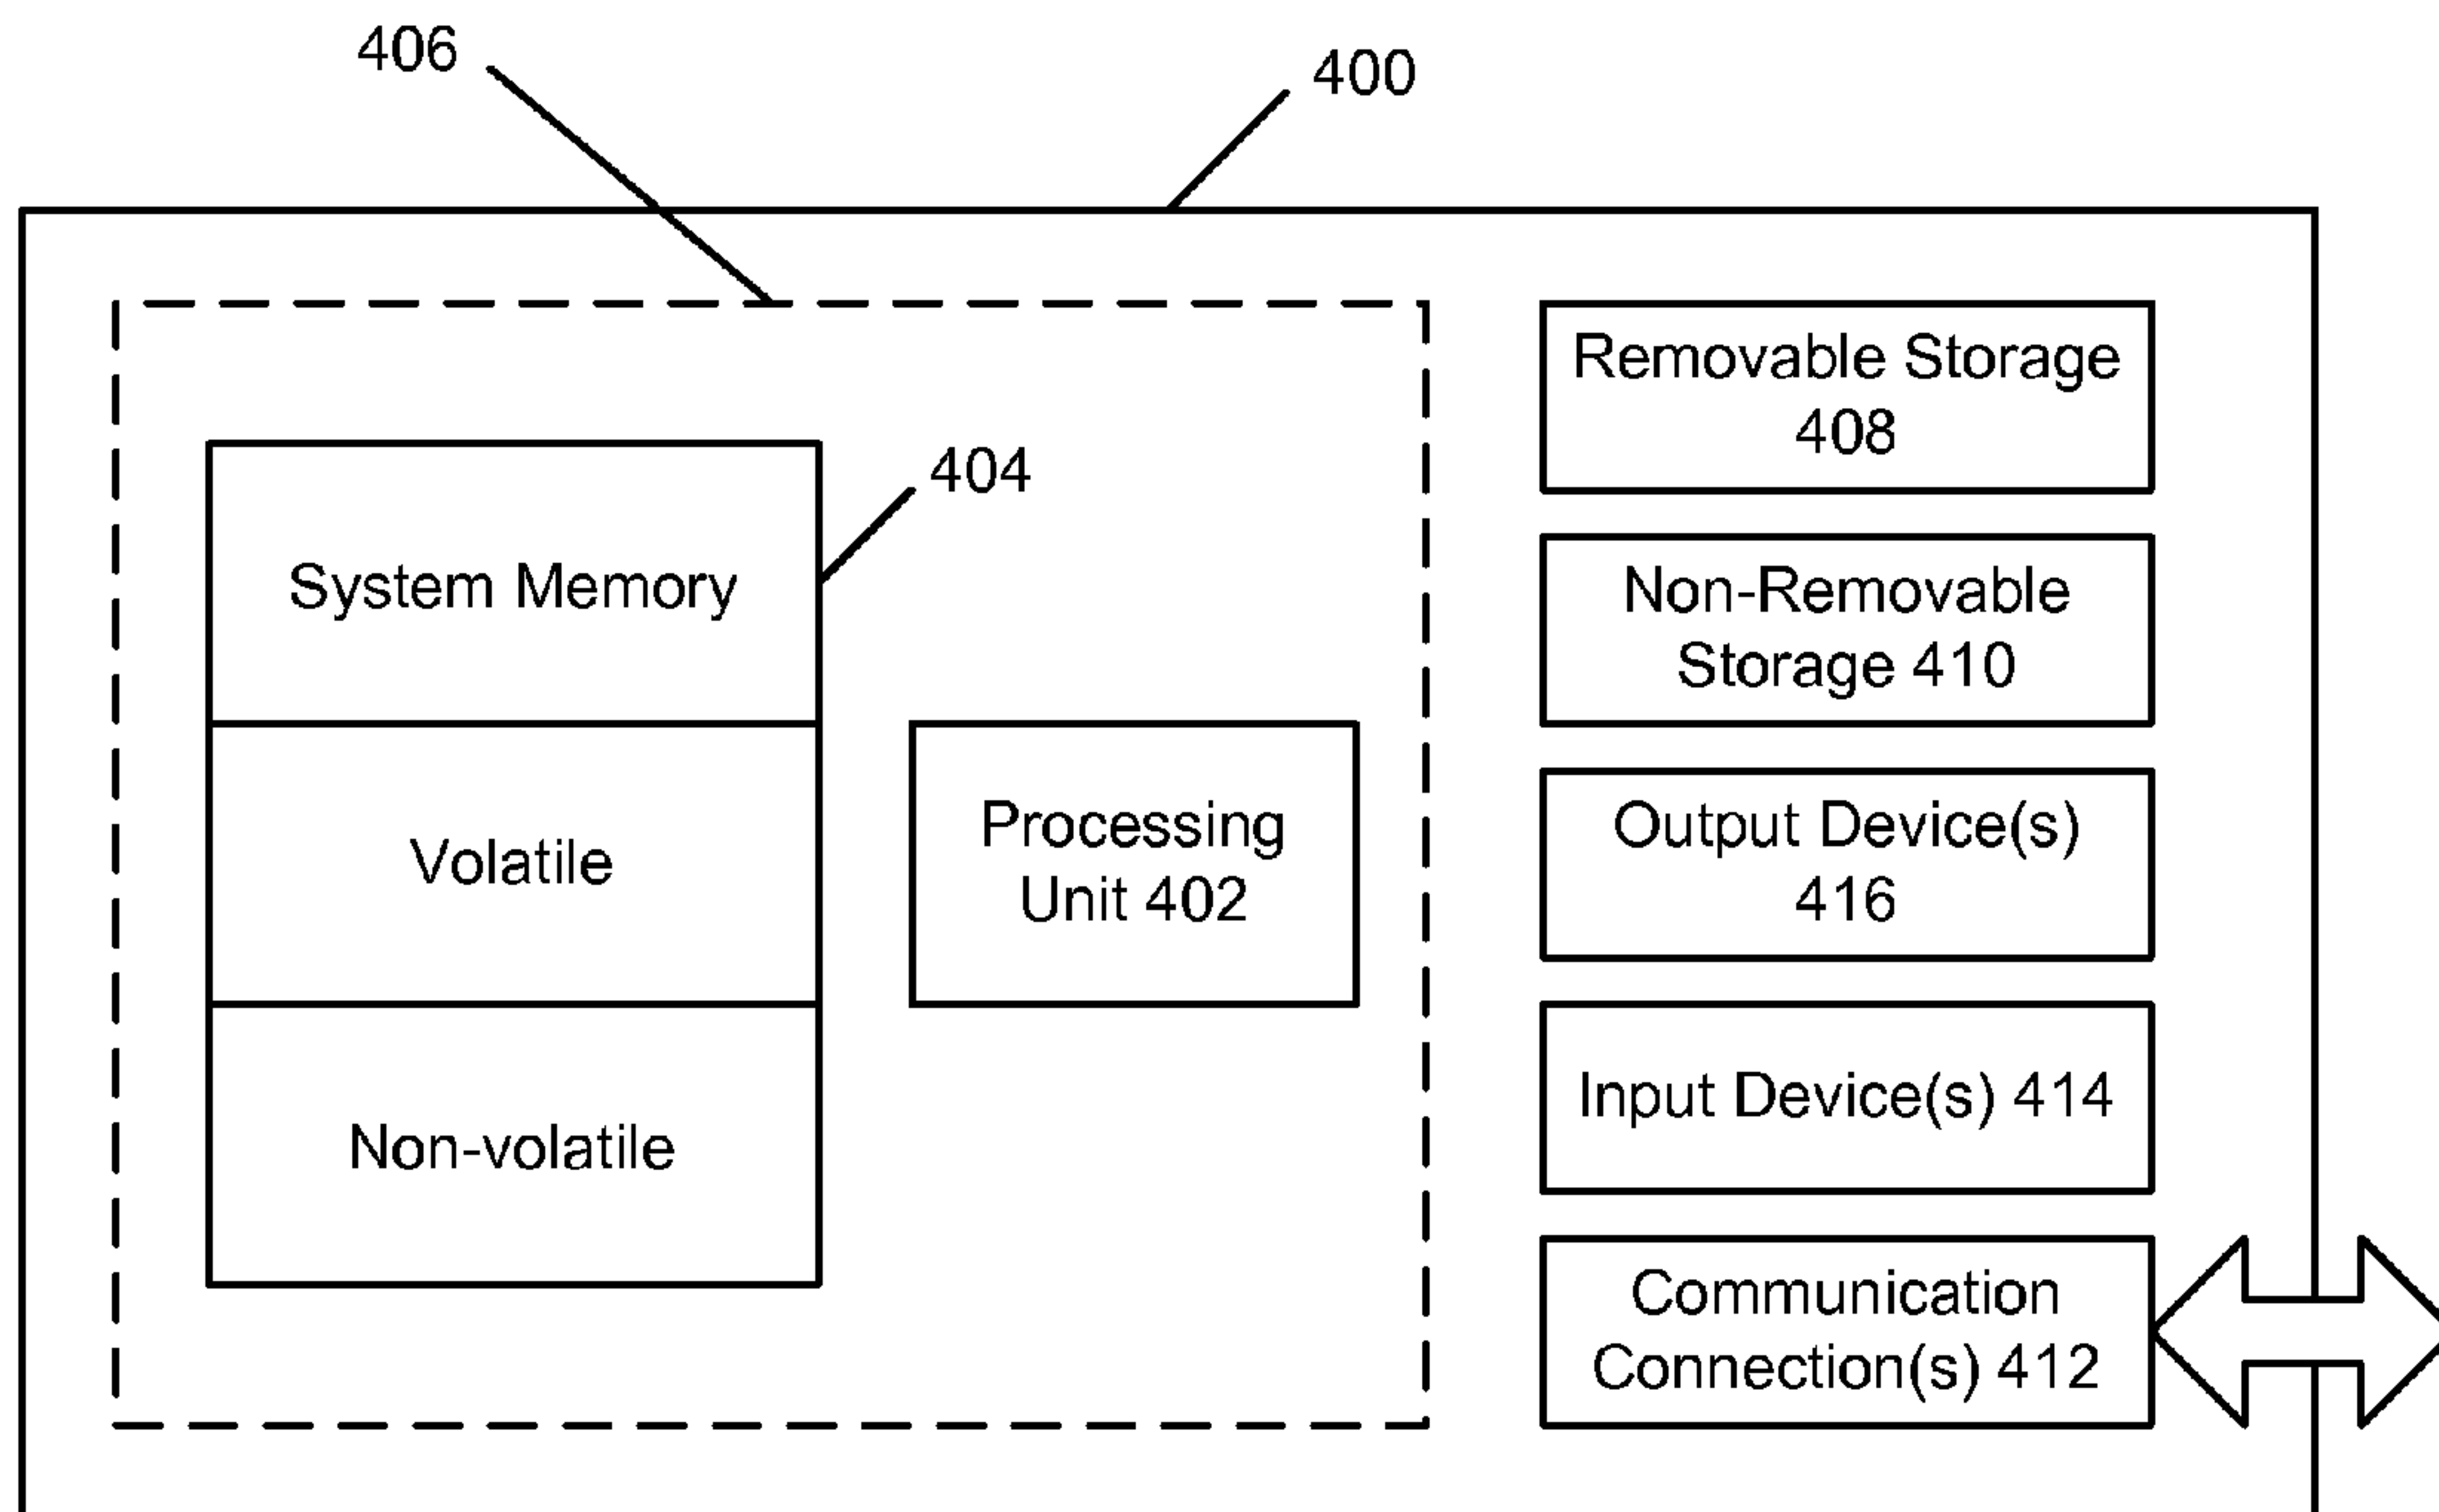 406
400
404
System Memory
Volatile
Non-volatile
Processing
Unit 402
Removable Storage
408
Non-Removable
Storage 410
Output Device(s)
416
Input Device(s) 414
Communication
Connection(s) 412